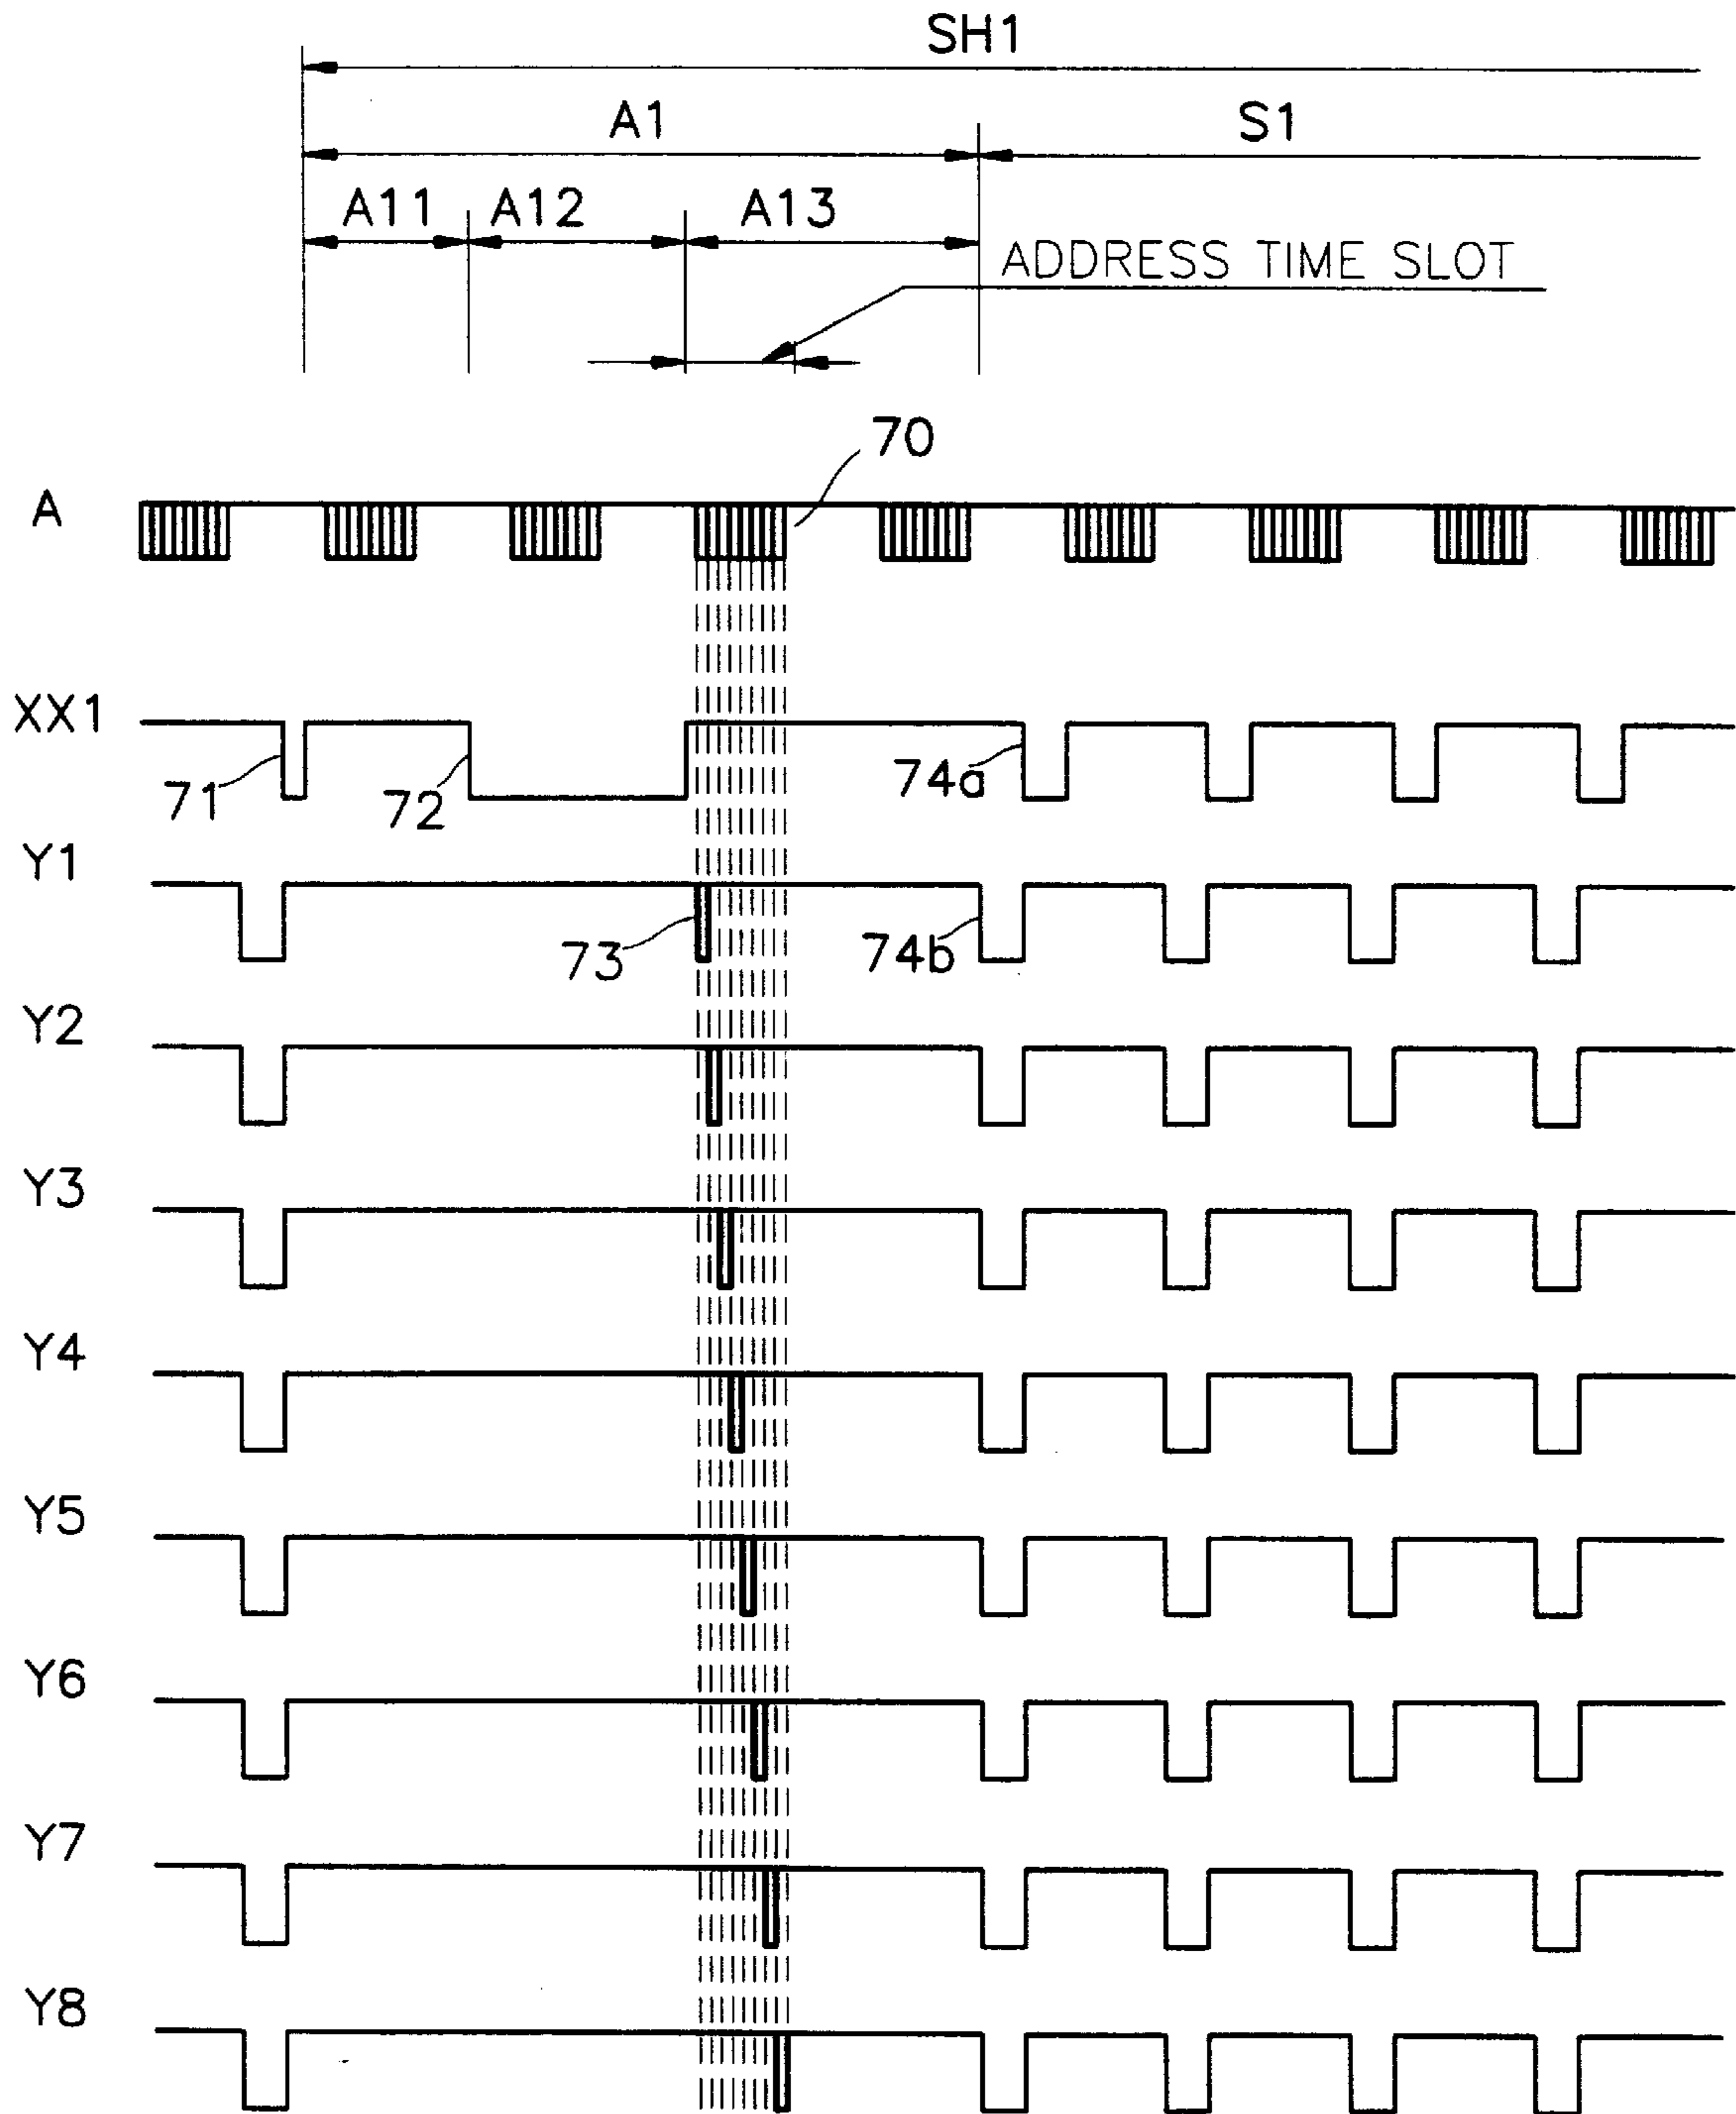 SH1
A1 S1
A11 A12 A13
ADDRESS TIME SLOT
70
A
XX1
71 72 74a
Y1
73 74b
Y2
Y3
Y4
Y5
Y6
Y7
Y8